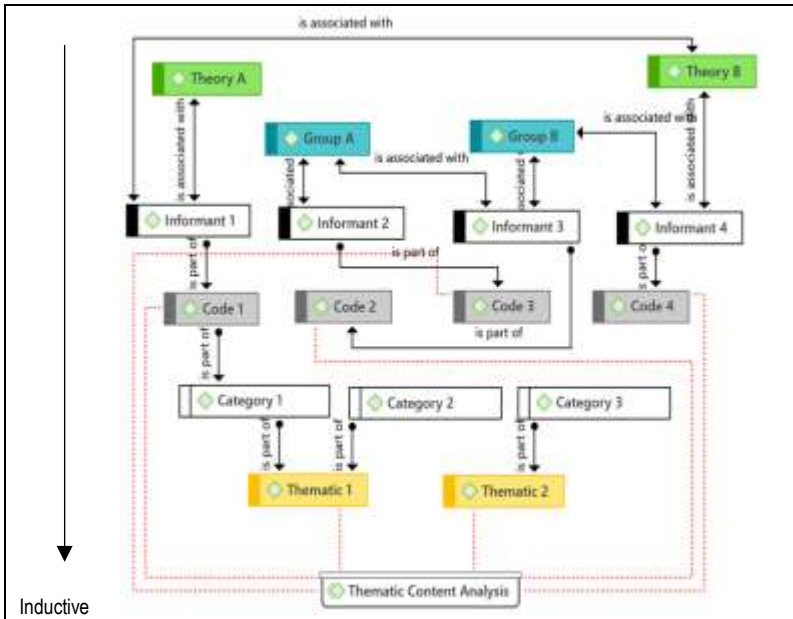 is associated with
Theory A
Theory B
is associated with
Group A
Group B
is associated with
is associated with
is associated with
Informant 1
Informant 2
Informant 3
Informant 4
is part of
is part of
is part of
Code 1
Code 2
Code 3
Code 4
is part of
is part of
Category 1
Category 2
Category 3
is part of
is part of
is part of
Thematic 1
Thematic 2
Thematic Content Analysis
Inductive